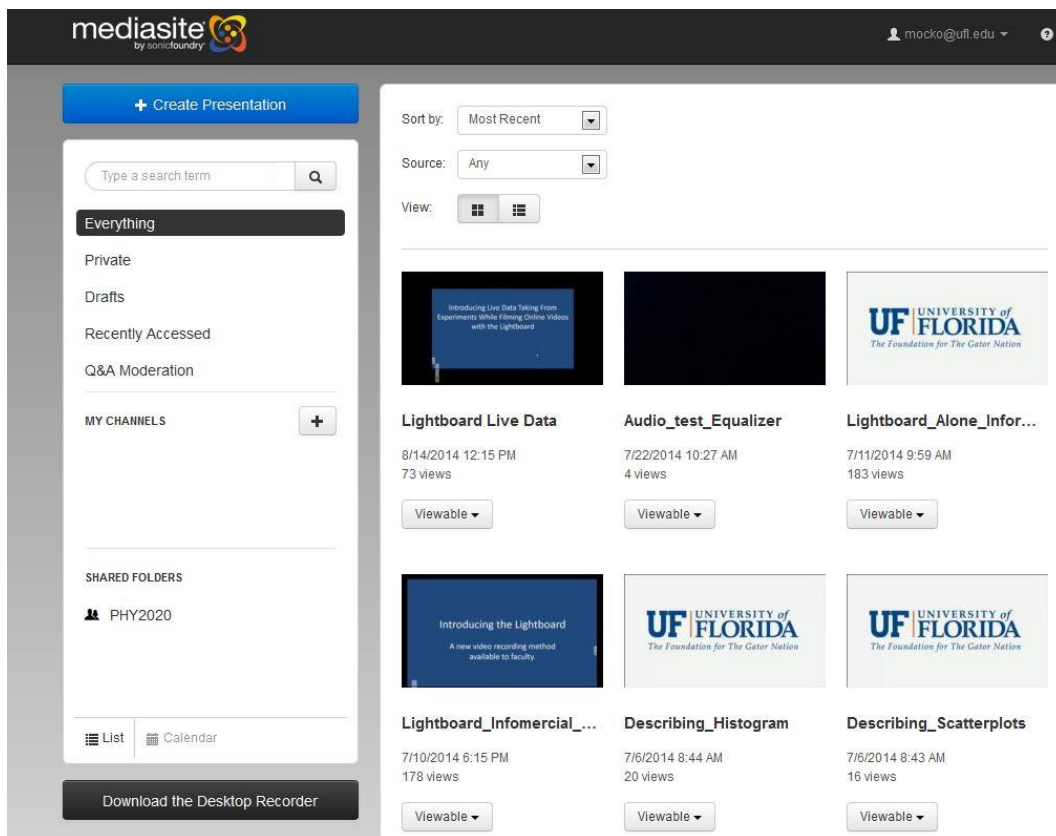 mediasite
by sonicfoundry
mocko@ufl.edu
?
+ Create Presentation
Type a search term
Everything
Private
Drafts
Recently Accessed
Q&A Moderation
MY CHANNELS
+
SHARED FOLDERS
PHY2020
List
Calendar
Download the Desktop Recorder
Sort by: Most Recent
Source: Any
View:
Introducing Live Data Taking From
Experiments While Filming Online Videos
with the Lightboard
Lightboard Live Data
8/14/2014 12:15 PM
73 views
Viewable
Audio_test_Equalizer
7/22/2014 10:27 AM
4 views
Viewable
UF UNIVERSITY of
FLORIDA
The Foundation for The Gator Nation
Lightboard_Alone_Infor...
7/11/2014 9:59 AM
183 views
Viewable
Introducing the Lightboard
A new video recording method
available to faculty.
Lightboard_Infomercial_...
7/10/2014 6:15 PM
178 views
Viewable
UF UNIVERSITY of
FLORIDA
The Foundation for The Gator Nation
Describing_Histogram
7/6/2014 8:44 AM
20 views
Viewable
UF UNIVERSITY of
FLORIDA
The Foundation for The Gator Nation
Describing_Scatterplots
7/6/2014 8:43 AM
16 views
Viewable